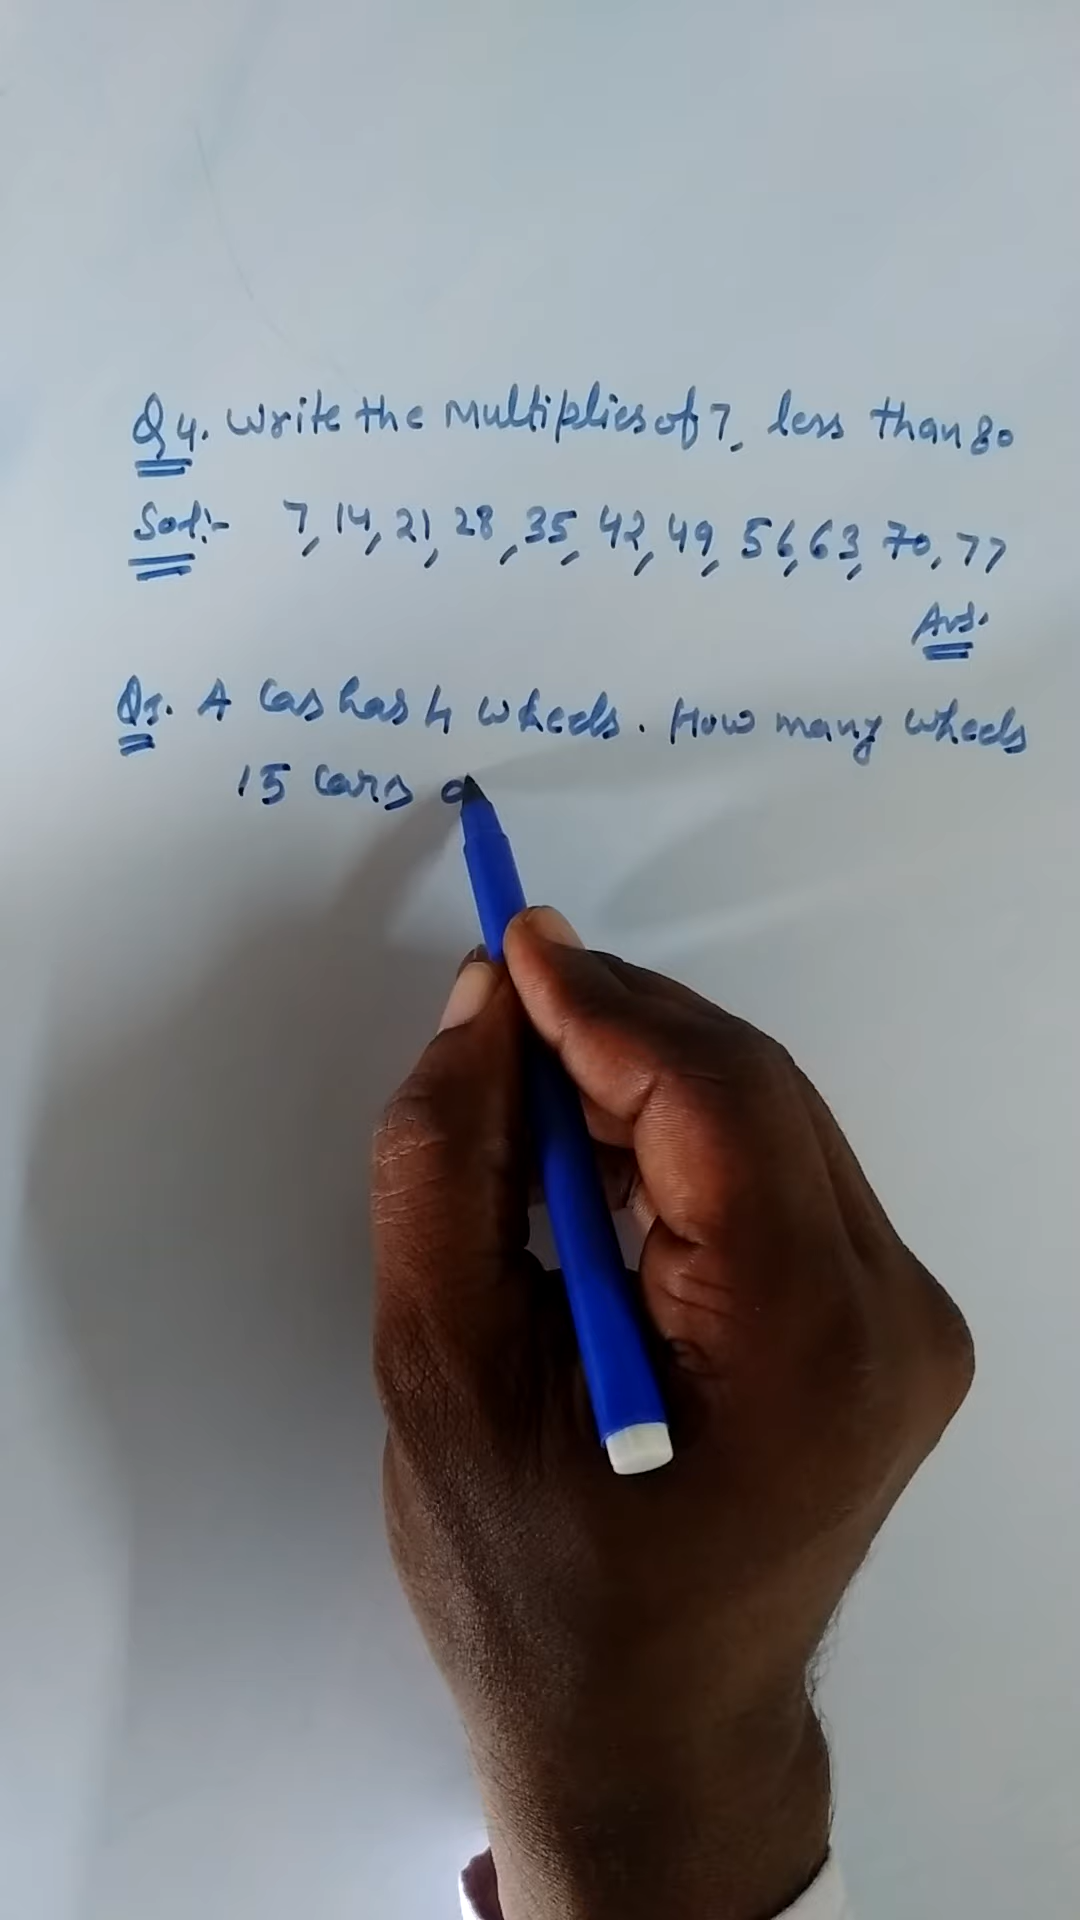 Q4. Write the Multiplies of 7, less than 80
Sol:- 7, 14, 21, 28, 35, 42, 49, 56, 63, 70, 77
Ans.
Q5. A Car has 4 wheels. How many wheels
15 cars